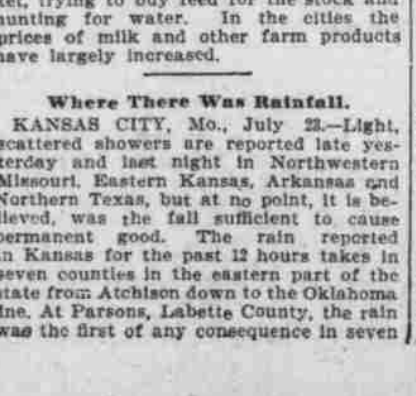 trying to buy feed for the stock and
hunting for water. In the cities the
prices of milk and other farm products
have largely increased.
Where There Was Rainfall.
KANSAS CITY, Mo., July 23.—Light,
scattered showers are reported late yes-
terday and last night in Northwestern
Missouri, Eastern Kansas, Arkansas and
Northern Texas, but at no point, it is be-
lieved, was the fall sufficient to cause
permanent good. The rain reported
in Kansas for the past 12 hours takes in
seven counties in the eastern part of the
state from Atchison down to the Oklahoma
line. At Parsons, Labette County, the rain
was the first of any consequence in seven